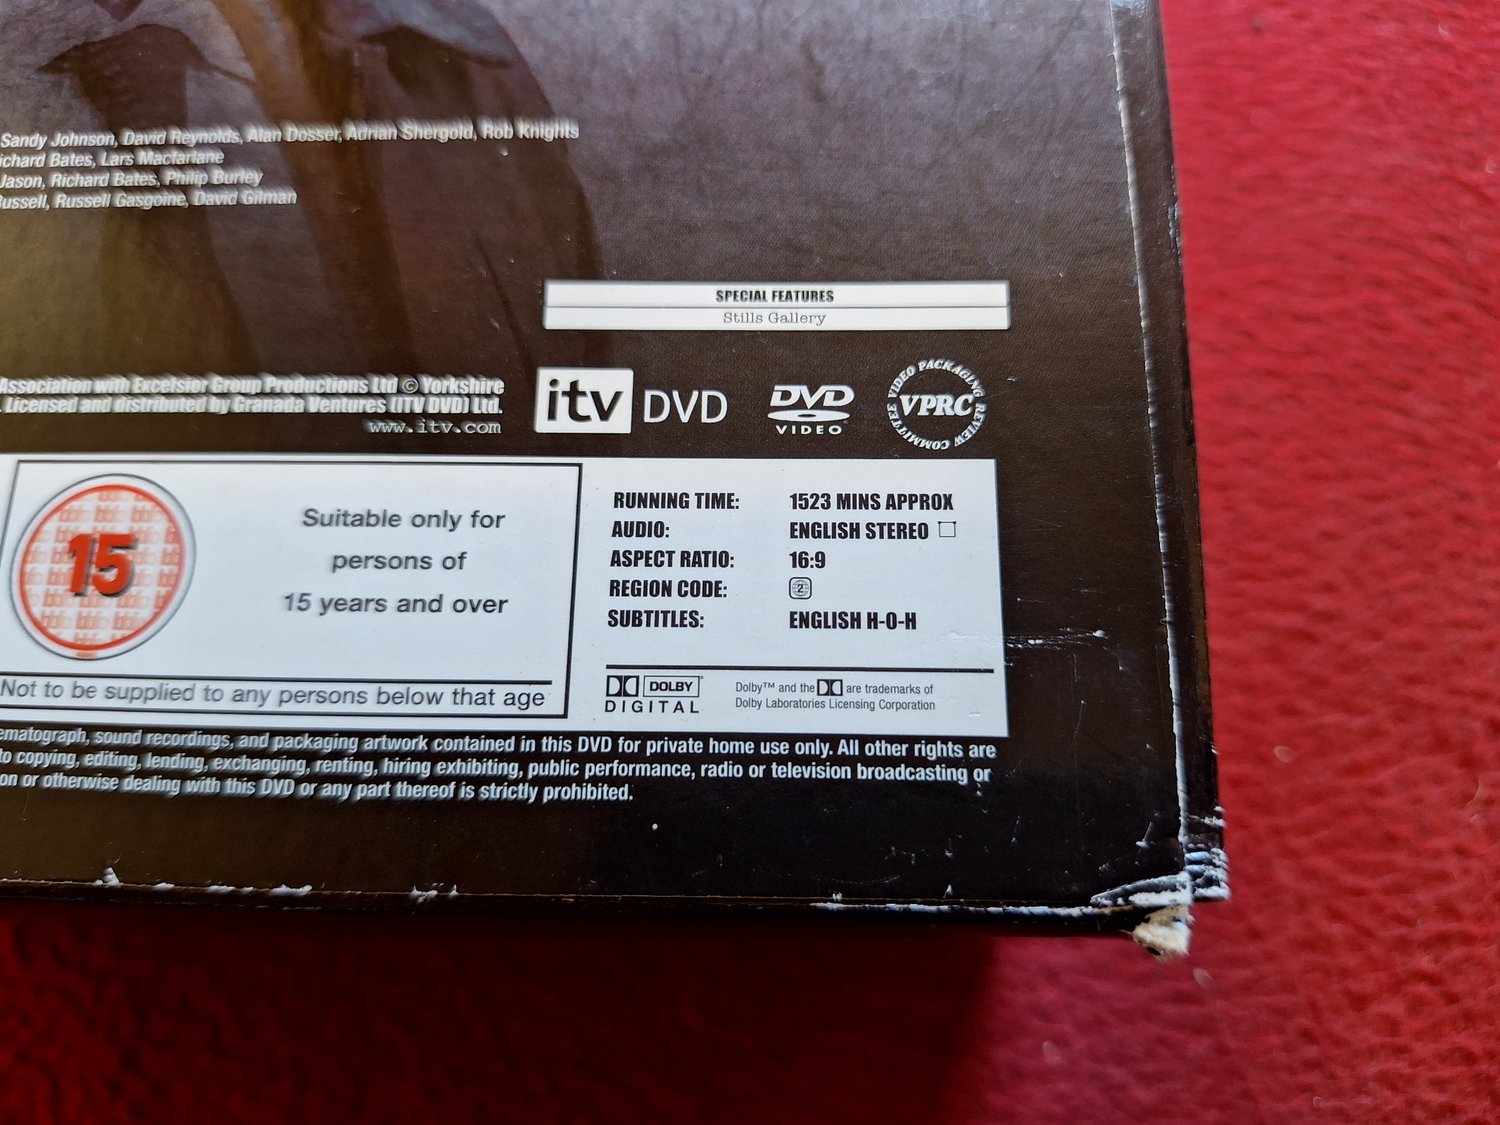 Sandy Johnson, David Reynolds, Alan Dosser, Adrian Shergold, Rob Knights
ichard Bates, Lars Macfarlane
Jason, Richard Bates, Philip Burley
ussell, Russell Gasgoine, David Gilman
SPECIAL FEATURES
Stills Gallery
Association with Excelsior Group Productions Ltd © Yorkshire
Licensed and distributed by Granada Ventures (ITV DVD) Ltd.
www.itv.com
itv DVD
DVD VIDEO
VIDEO PACKAGING REVIEW COMMITTEE
VPRC
15
Suitable only for
persons of
15 years and over
Not to be supplied to any persons below that age
RUNNING TIME: 1523 MINS APPROX
AUDIO: ENGLISH STEREO
ASPECT RATIO: 16:9
REGION CODE: 2
SUBTITLES: ENGLISH H-O-H
DOLBY
DIGITAL
Dolby™ and the are trademarks of
Dolby Laboratories Licensing Corporation
ematograph, sound recordings, and packaging artwork contained in this DVD for private home use only. All other rights are
to copying, editing, lending, exchanging, renting, hiring exhibiting, public performance, radio or television broadcasting or
on or otherwise dealing with this DVD or any part thereof is strictly prohibited.